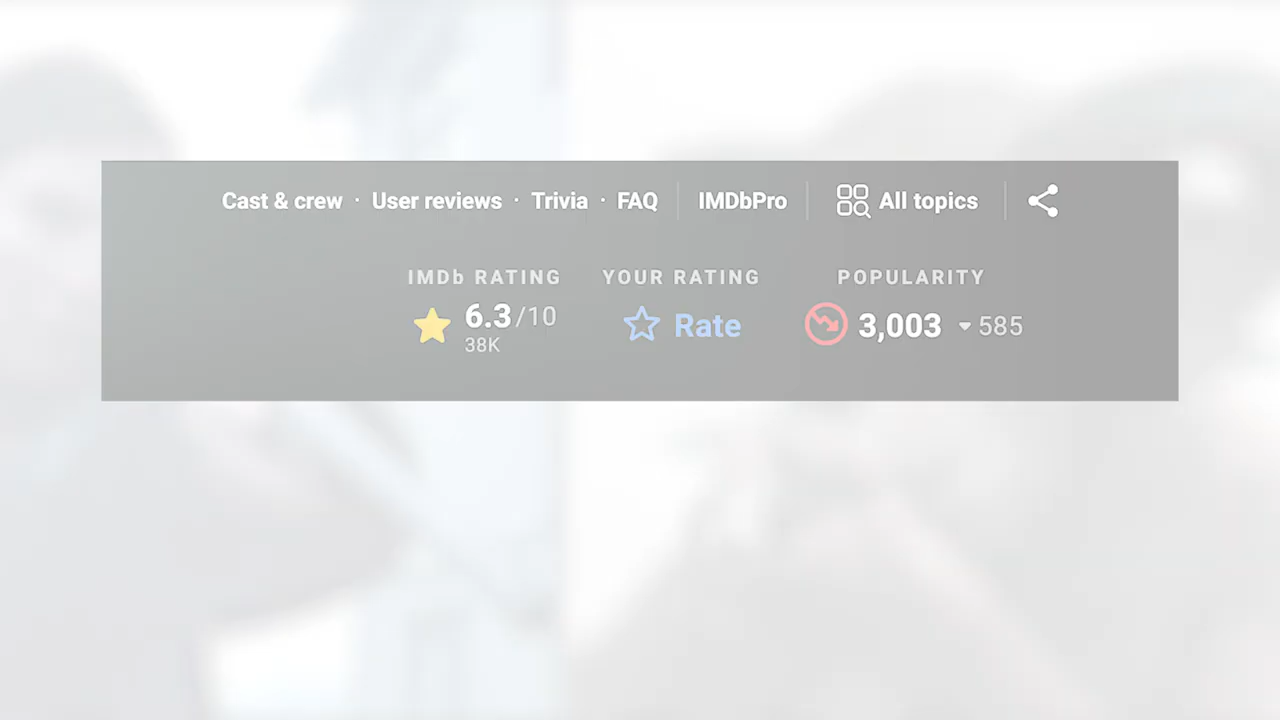 Cast & crew · User reviews · Trivia · FAQ IMDbPro All topics
IMDb RATING YOUR RATING POPULARITY
6.3/10 Rate 3,003 585
38K